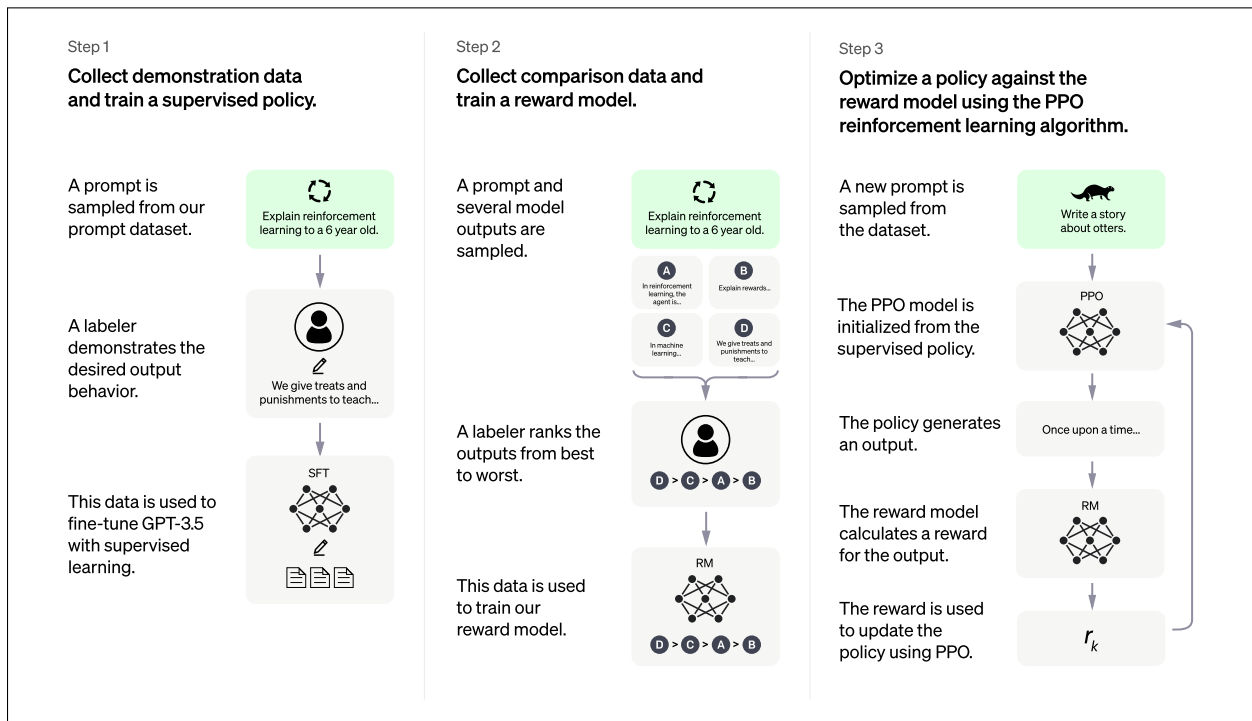 Step 1
Collect demonstration data
and train a supervised policy.
A prompt is
sampled from our
prompt dataset.
Explain reinforcement
learning to a 6 year old.
A labeler
demonstrates the
desired output
behavior.
We give treats and
punishments to teach...
This data is used to
fine-tune GPT-3.5
with supervised
learning.
SFT
Step 2
Collect comparison data and
train a reward model.
A prompt and
several model
outputs are
sampled.
Explain reinforcement
learning to a 6 year old.
A
In reinforcement
learning, the
agent is...
B
Explain rewards...
C
In machine
learning...
D
We give treats and
punishments to
teach...
A labeler ranks the
outputs from best
to worst.
D > C > A > B
This data is used
to train our
reward model.
RM
D > C > A > B
Step 3
Optimize a policy against the
reward model using the PPO
reinforcement learning algorithm.
A new prompt is
sampled from
the dataset.
Write a story
about otters.
The PPO model is
initialized from the
supervised policy.
PPO
The policy generates
an output.
Once upon a time...
The reward model
calculates a reward
for the output.
RM
The reward is used
to update the
policy using PPO.
rₖ